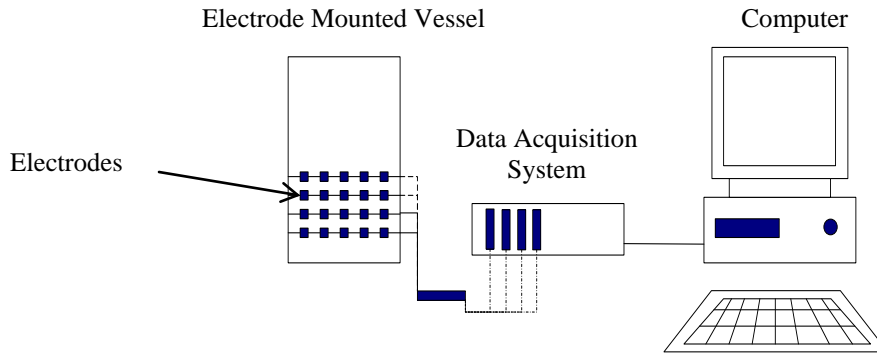 Electrode Mounted Vessel
Computer
Data Acquisition
System
Electrodes